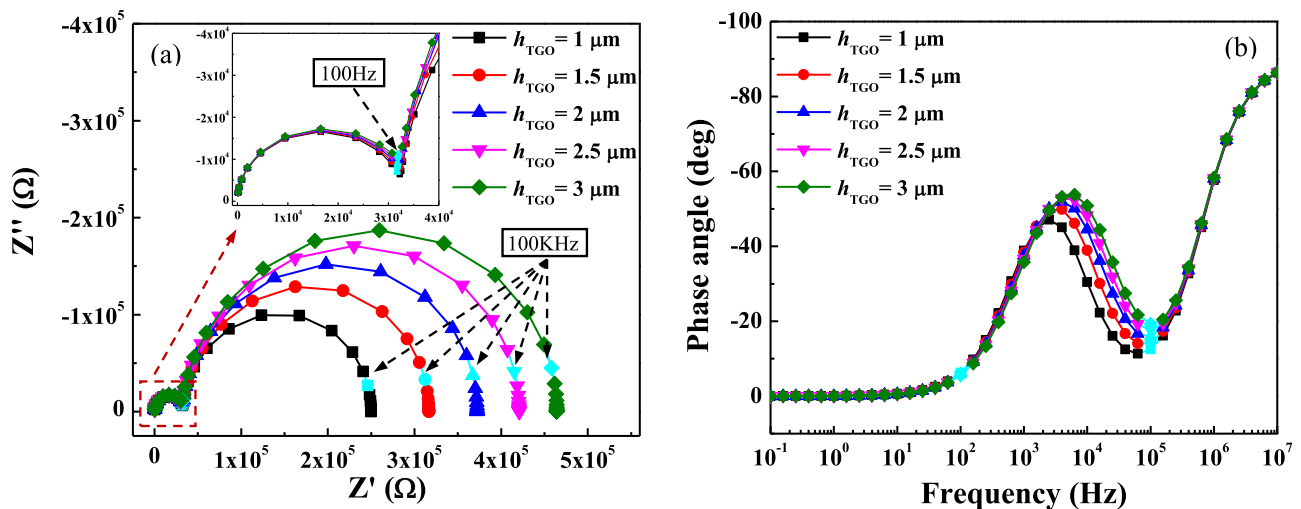 (a)
-4x10⁵
-3x10⁵
-2x10⁵
-1x10⁵
0
Z'' (Ω)
0 1x10⁵ 2x10⁵ 3x10⁵ 4x10⁵ 5x10⁵
Z' (Ω)
-4x10⁴
-3x10⁴
-2x10⁴
-1x10⁴
0
0 1x10⁴ 2x10⁴ 3x10⁴ 4x10⁴
100Hz
h_TGO = 1 μm
h_TGO = 1.5 μm
h_TGO = 2 μm
h_TGO = 2.5 μm
h_TGO = 3 μm
100KHz
(b)
-100
-80
-60
-40
-20
0
Phase angle (deg)
10⁻¹ 10⁰ 10¹ 10² 10³ 10⁴ 10⁵ 10⁶ 10⁷
Frequency (Hz)
h_TGO = 1 μm
h_TGO = 1.5 μm
h_TGO = 2 μm
h_TGO = 2.5 μm
h_TGO = 3 μm